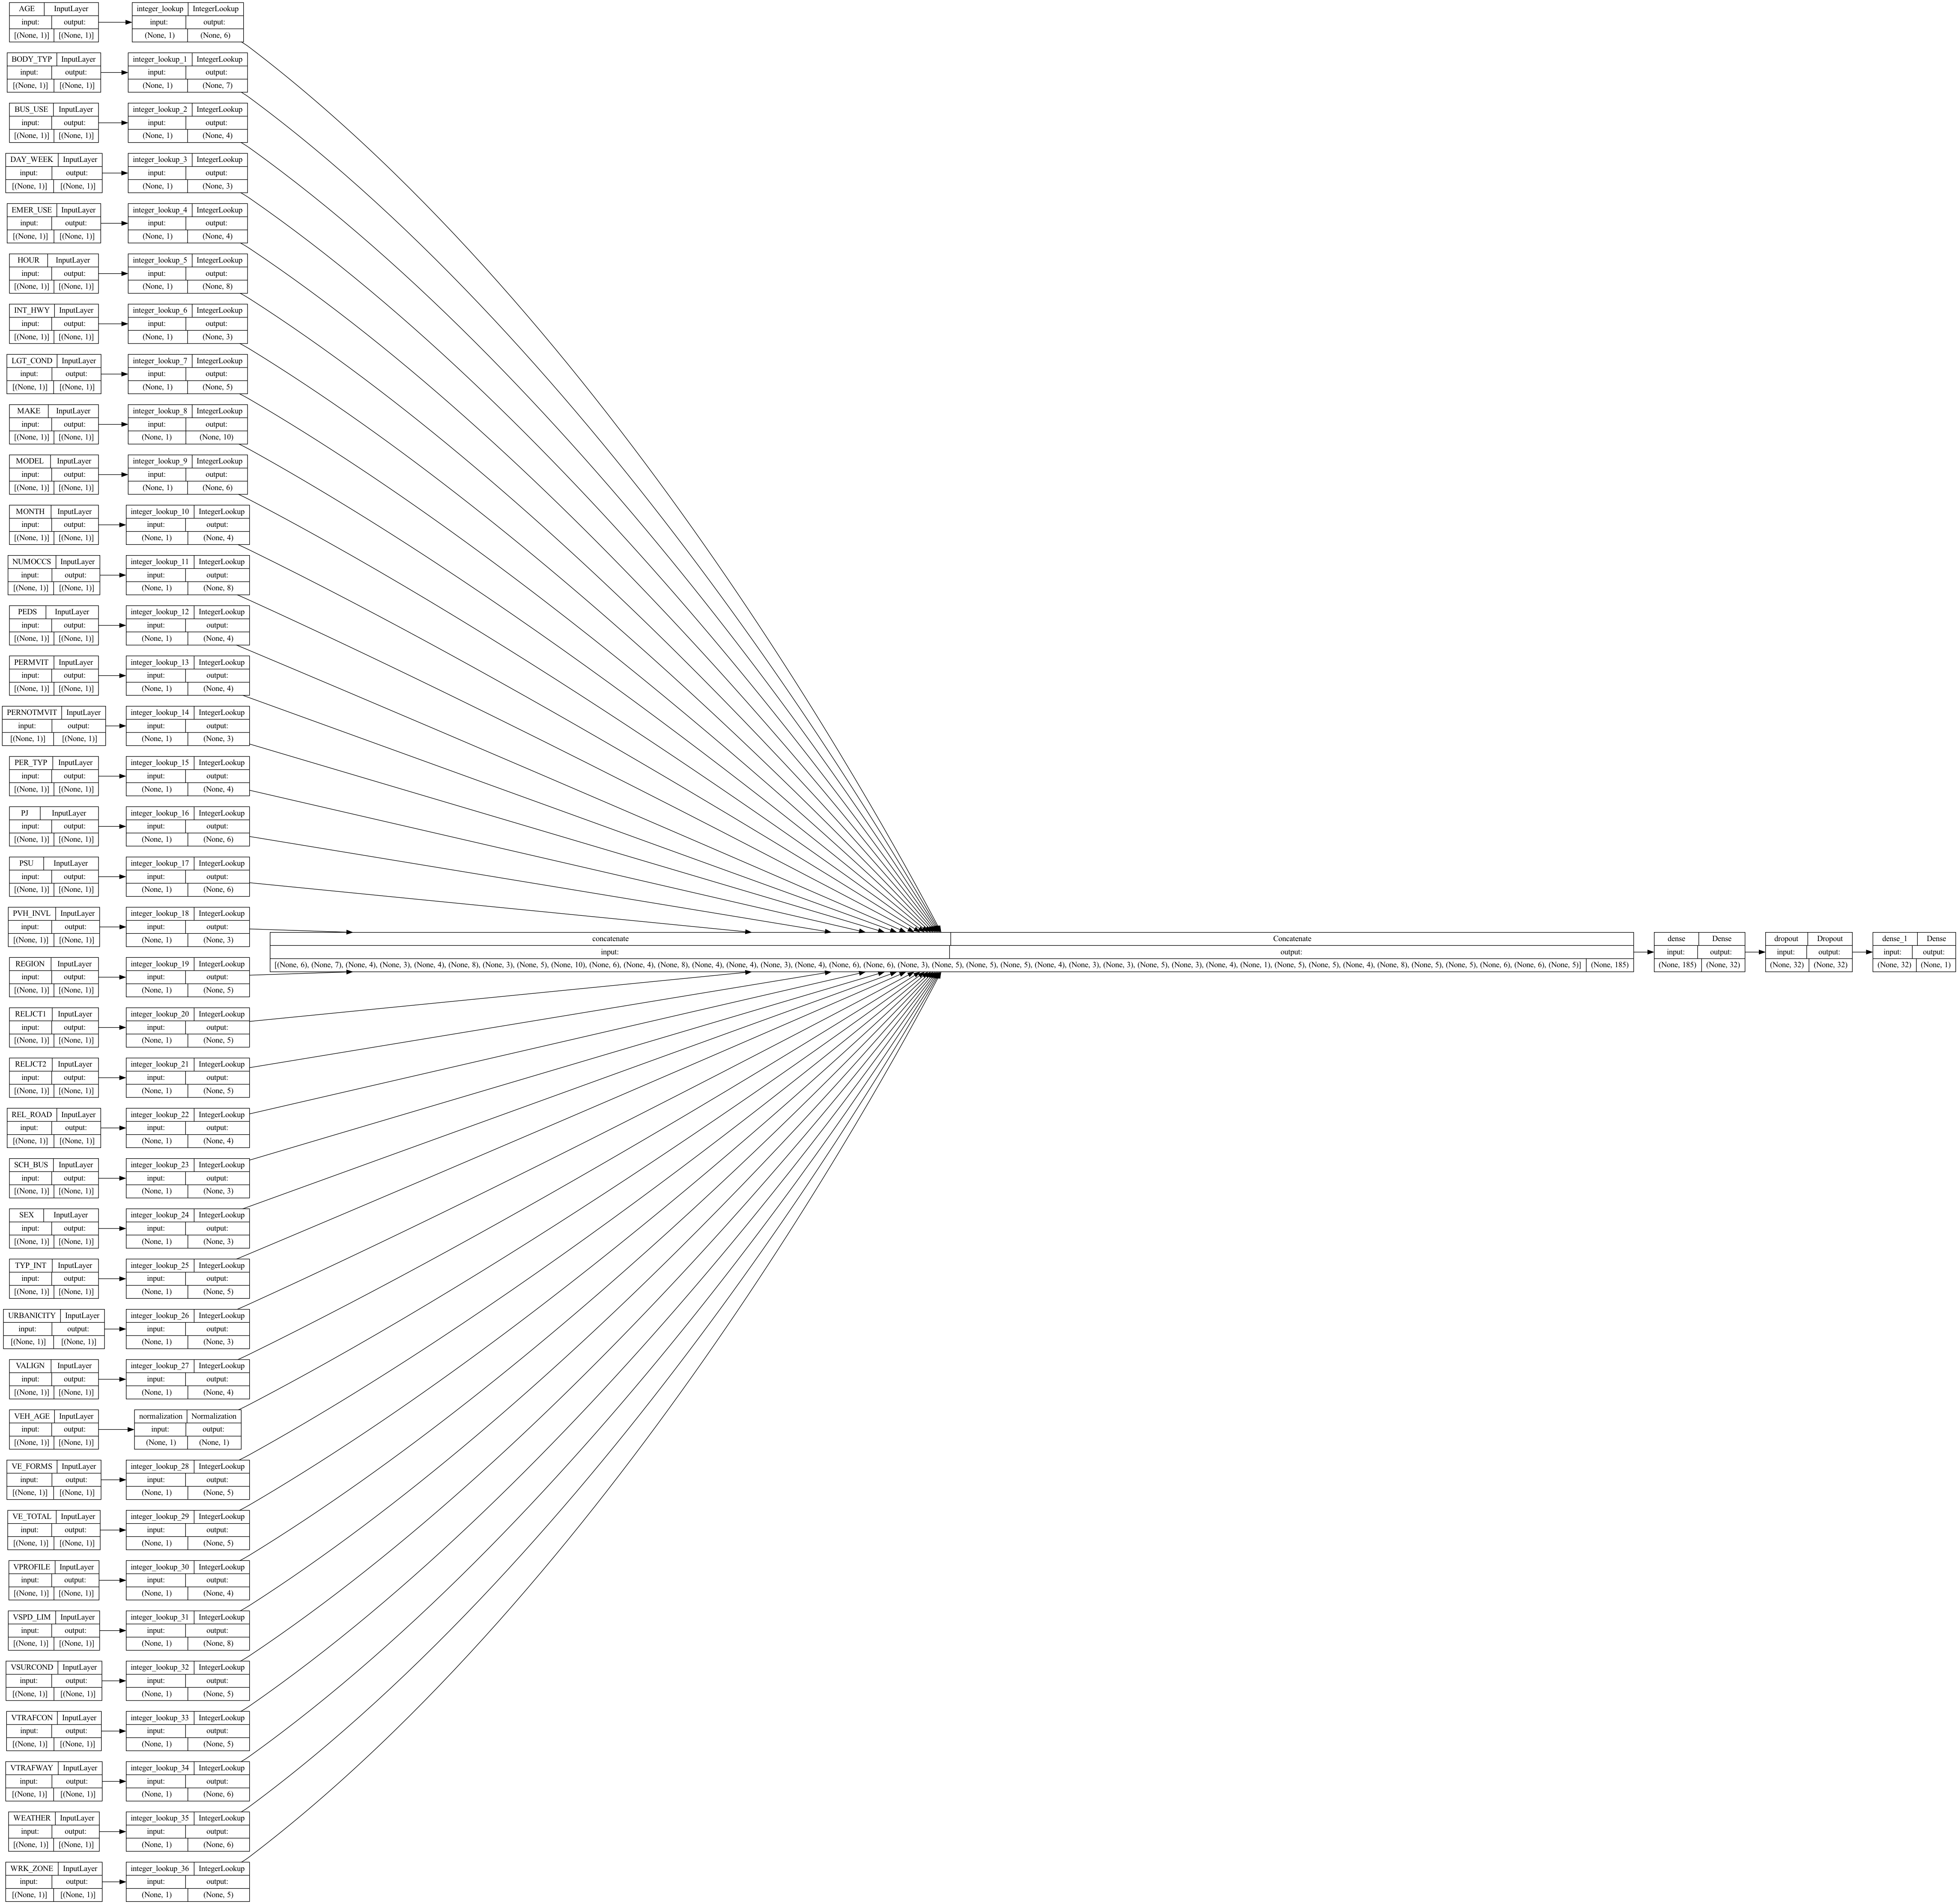 AGE InputLayer integer_lookup IntegerLookup
input: output: input: output:
[(None, 1)] [(None, 1)] (None, 1) (None, 6)
BODY_TYP InputLayer integer_lookup_1 IntegerLookup
input: output: input: output:
[(None, 1)] [(None, 1)] (None, 1) (None, 7)
BUS_USE InputLayer integer_lookup_2 IntegerLookup
input: output: input: output:
[(None, 1)] [(None, 1)] (None, 1) (None, 4)
DAY_WEEK InputLayer integer_lookup_3 IntegerLookup
input: output: input: output:
[(None, 1)] [(None, 1)] (None, 1) (None, 3)
EMER_USE InputLayer integer_lookup_4 IntegerLookup
input: output: input: output:
[(None, 1)] [(None, 1)] (None, 1) (None, 4)
HOUR InputLayer integer_lookup_5 IntegerLookup
input: output: input: output:
[(None, 1)] [(None, 1)] (None, 1) (None, 8)
INT_HWY InputLayer integer_lookup_6 IntegerLookup
input: output: input: output:
[(None, 1)] [(None, 1)] (None, 1) (None, 3)
LGT_COND InputLayer integer_lookup_7 IntegerLookup
input: output: input: output:
[(None, 1)] [(None, 1)] (None, 1) (None, 5)
MAKE InputLayer integer_lookup_8 IntegerLookup
input: output: input: output:
[(None, 1)] [(None, 1)] (None, 1) (None, 10)
MODEL InputLayer integer_lookup_9 IntegerLookup
input: output: input: output:
[(None, 1)] [(None, 1)] (None, 1) (None, 6)
MONTH InputLayer integer_lookup_10 IntegerLookup
input: output: input: output:
[(None, 1)] [(None, 1)] (None, 1) (None, 4)
NUMOCCS InputLayer integer_lookup_11 IntegerLookup
input: output: input: output:
[(None, 1)] [(None, 1)] (None, 1) (None, 8)
PEDS InputLayer integer_lookup_12 IntegerLookup
input: output: input: output:
[(None, 1)] [(None, 1)] (None, 1) (None, 4)
PERMVIT InputLayer integer_lookup_13 IntegerLookup
input: output: input: output:
[(None, 1)] [(None, 1)] (None, 1) (None, 4)
PERNOTMVIT InputLayer integer_lookup_14 IntegerLookup
input: output: input: output:
[(None, 1)] [(None, 1)] (None, 1) (None, 3)
PER_TYP InputLayer integer_lookup_15 IntegerLookup
input: output: input: output:
[(None, 1)] [(None, 1)] (None, 1) (None, 4)
PJ InputLayer integer_lookup_16 IntegerLookup
input: output: input: output:
[(None, 1)] [(None, 1)] (None, 1) (None, 6)
PSU InputLayer integer_lookup_17 IntegerLookup
input: output: input: output:
[(None, 1)] [(None, 1)] (None, 1) (None, 6)
PVH_INVL InputLayer integer_lookup_18 IntegerLookup
input: output: input: output:
[(None, 1)] [(None, 1)] (None, 1) (None, 3)
REGION InputLayer integer_lookup_19 IntegerLookup
input: output: input: output:
[(None, 1)] [(None, 1)] (None, 1) (None, 5)
RELJCT1 InputLayer integer_lookup_20 IntegerLookup
input: output: input: output:
[(None, 1)] [(None, 1)] (None, 1) (None, 5)
RELJCT2 InputLayer integer_lookup_21 IntegerLookup
input: output: input: output:
[(None, 1)] [(None, 1)] (None, 1) (None, 5)
REL_ROAD InputLayer integer_lookup_22 IntegerLookup
input: output: input: output:
[(None, 1)] [(None, 1)] (None, 1) (None, 4)
SCH_BUS InputLayer integer_lookup_23 IntegerLookup
input: output: input: output:
[(None, 1)] [(None, 1)] (None, 1) (None, 3)
SEX InputLayer integer_lookup_24 IntegerLookup
input: output: input: output:
[(None, 1)] [(None, 1)] (None, 1) (None, 3)
TYP_INT InputLayer integer_lookup_25 IntegerLookup
input: output: input: output:
[(None, 1)] [(None, 1)] (None, 1) (None, 5)
URBANICITY InputLayer integer_lookup_26 IntegerLookup
input: output: input: output:
[(None, 1)] [(None, 1)] (None, 1) (None, 3)
VALIGN InputLayer integer_lookup_27 IntegerLookup
input: output: input: output:
[(None, 1)] [(None, 1)] (None, 1) (None, 4)
VEH_AGE InputLayer normalization Normalization
input: output: input: output:
[(None, 1)] [(None, 1)] (None, 1) (None, 1)
VE_FORMS InputLayer integer_lookup_28 IntegerLookup
input: output: input: output:
[(None, 1)] [(None, 1)] (None, 1) (None, 5)
VE_TOTAL InputLayer integer_lookup_29 IntegerLookup
input: output: input: output:
[(None, 1)] [(None, 1)] (None, 1) (None, 5)
VPROFILE InputLayer integer_lookup_30 IntegerLookup
input: output: input: output:
[(None, 1)] [(None, 1)] (None, 1) (None, 4)
VSPD_LIM InputLayer integer_lookup_31 IntegerLookup
input: output: input: output:
[(None, 1)] [(None, 1)] (None, 1) (None, 8)
VSURCOND InputLayer integer_lookup_32 IntegerLookup
input: output: input: output:
[(None, 1)] [(None, 1)] (None, 1) (None, 5)
VTRAFCON InputLayer integer_lookup_33 IntegerLookup
input: output: input: output:
[(None, 1)] [(None, 1)] (None, 1) (None, 5)
VTRAFWAY InputLayer integer_lookup_34 IntegerLookup
input: output: input: output:
[(None, 1)] [(None, 1)] (None, 1) (None, 6)
WEATHER InputLayer integer_lookup_35 IntegerLookup
input: output: input: output:
[(None, 1)] [(None, 1)] (None, 1) (None, 6)
WRK_ZONE InputLayer integer_lookup_36 IntegerLookup
input: output: input: output:
[(None, 1)] [(None, 1)] (None, 1) (None, 5)
concatenate Concatenate
input: output:
[(None, 6), (None, 7), (None, 4), (None, 3), (None, 4), (None, 8), (None, 3), (None, 5), (None, 10), (None, 6), (None, 4), (None, 8), (None, 4), (None, 4), (None, 3), (None, 4), (None, 6), (None, 6), (None, 3), (None, 5), (None, 5), (None, 5), (None, 4), (None, 3), (None, 3), (None, 5), (None, 3), (None, 4), (None, 1), (None, 5), (None, 5), (None, 4), (None, 8), (None, 5), (None, 5), (None, 6), (None, 6), (None, 5)] (None, 185)
dense Dense
input: output:
(None, 185) (None, 32)
dropout Dropout
input: output:
(None, 32) (None, 32)
dense_1 Dense
input: output:
(None, 32) (None, 1)